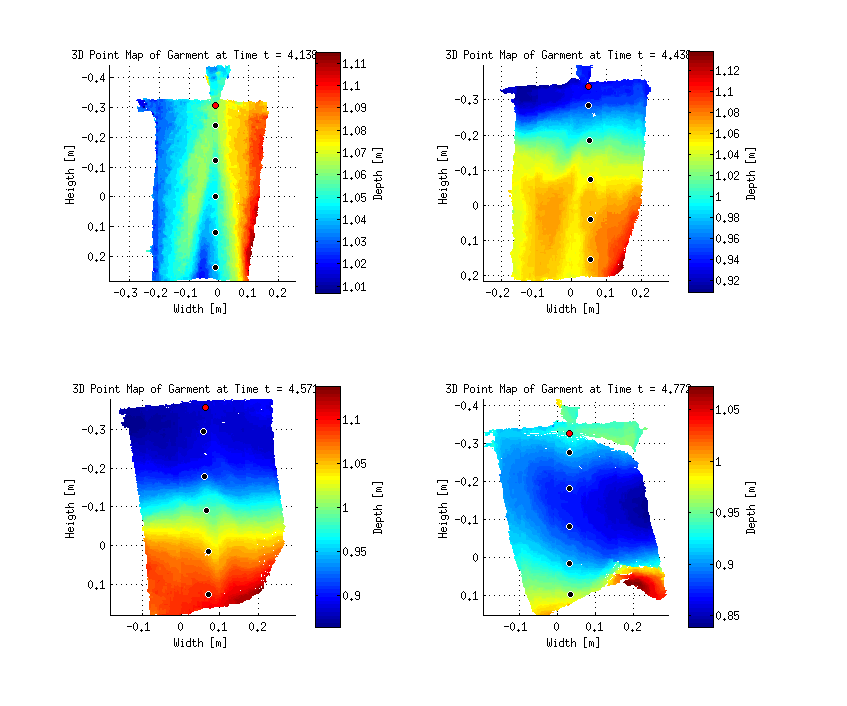 3D Point Map of Garment at Time t = 4.138
-0.4
-0.3
-0.2
-0.1
0
0.1
0.2
Heigth [m]
-0.3 -0.2 -0.1 0 0.1 0.2
Width [m]
1.11
1.1
1.09
1.08
1.07
1.06
1.05
1.04
1.03
1.02
1.01
Depth [m]
3D Point Map of Garment at Time t = 4.438
-0.3
-0.2
-0.1
0
0.1
0.2
Heigth [m]
-0.2 -0.1 0 0.1 0.2
Width [m]
1.12
1.1
1.08
1.06
1.04
1.02
1
0.98
0.96
0.94
0.92
Depth [m]
3D Point Map of Garment at Time t = 4.571
-0.3
-0.2
-0.1
0
0.1
Heigth [m]
-0.1 0 0.1 0.2
Width [m]
1.1
1.05
1
0.95
0.9
Depth [m]
3D Point Map of Garment at Time t = 4.772
-0.4
-0.3
-0.2
-0.1
0
0.1
Heigth [m]
-0.1 0 0.1 0.2
Width [m]
1.05
1
0.95
0.9
0.85
Depth [m]